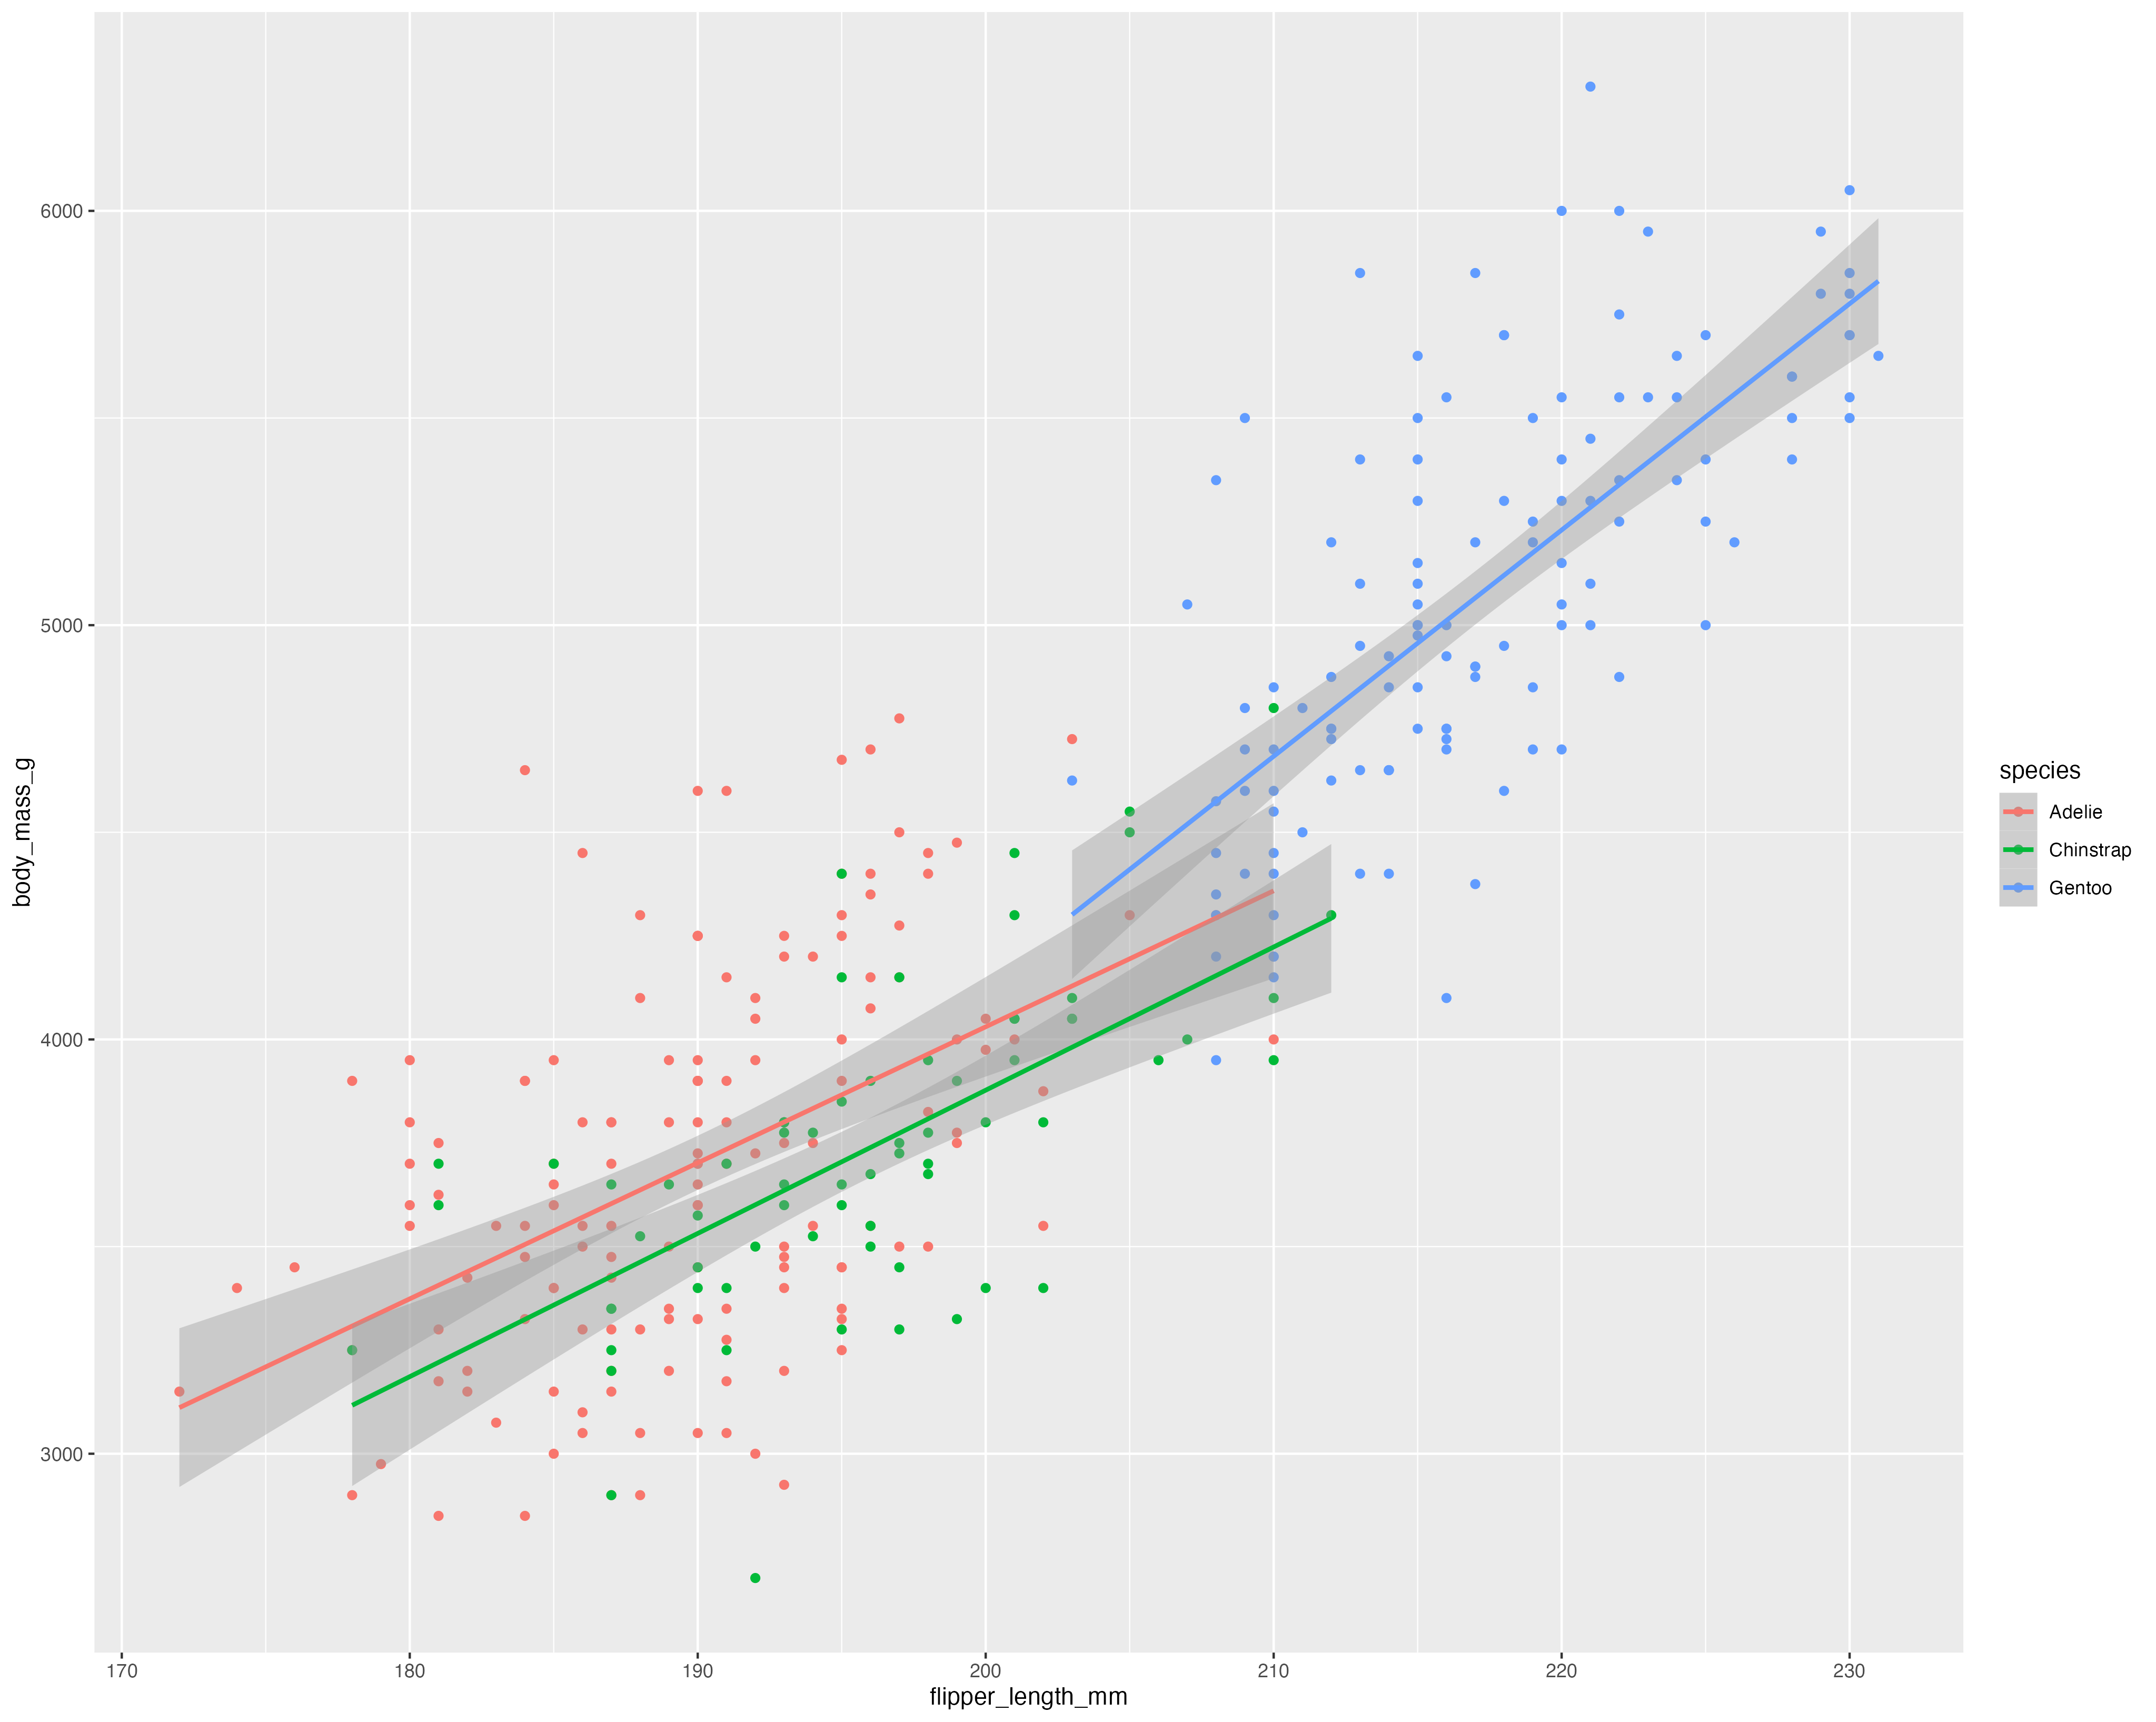 6000
5000
4000
3000
body_mass_g
170 180 190 200 210 220 230
flipper_length_mm
species
Adelie
Chinstrap
Gentoo